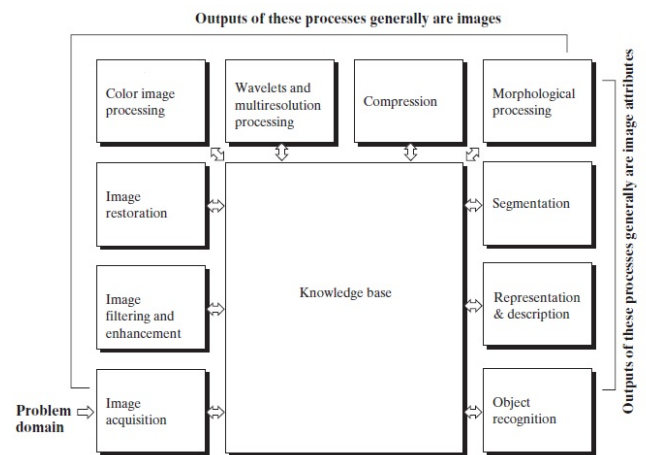 Outputs of these processes generally are images
Color image
processing
Wavelets and
multiresolution
processing
Compression
Morphological
processing
Image
restoration
Segmentation
Image
filtering and
enhancement
Knowledge base
Representation
& description
Problem
domain
Image
acquisition
Object
recognition
Outputs of these processes generally are image attributes